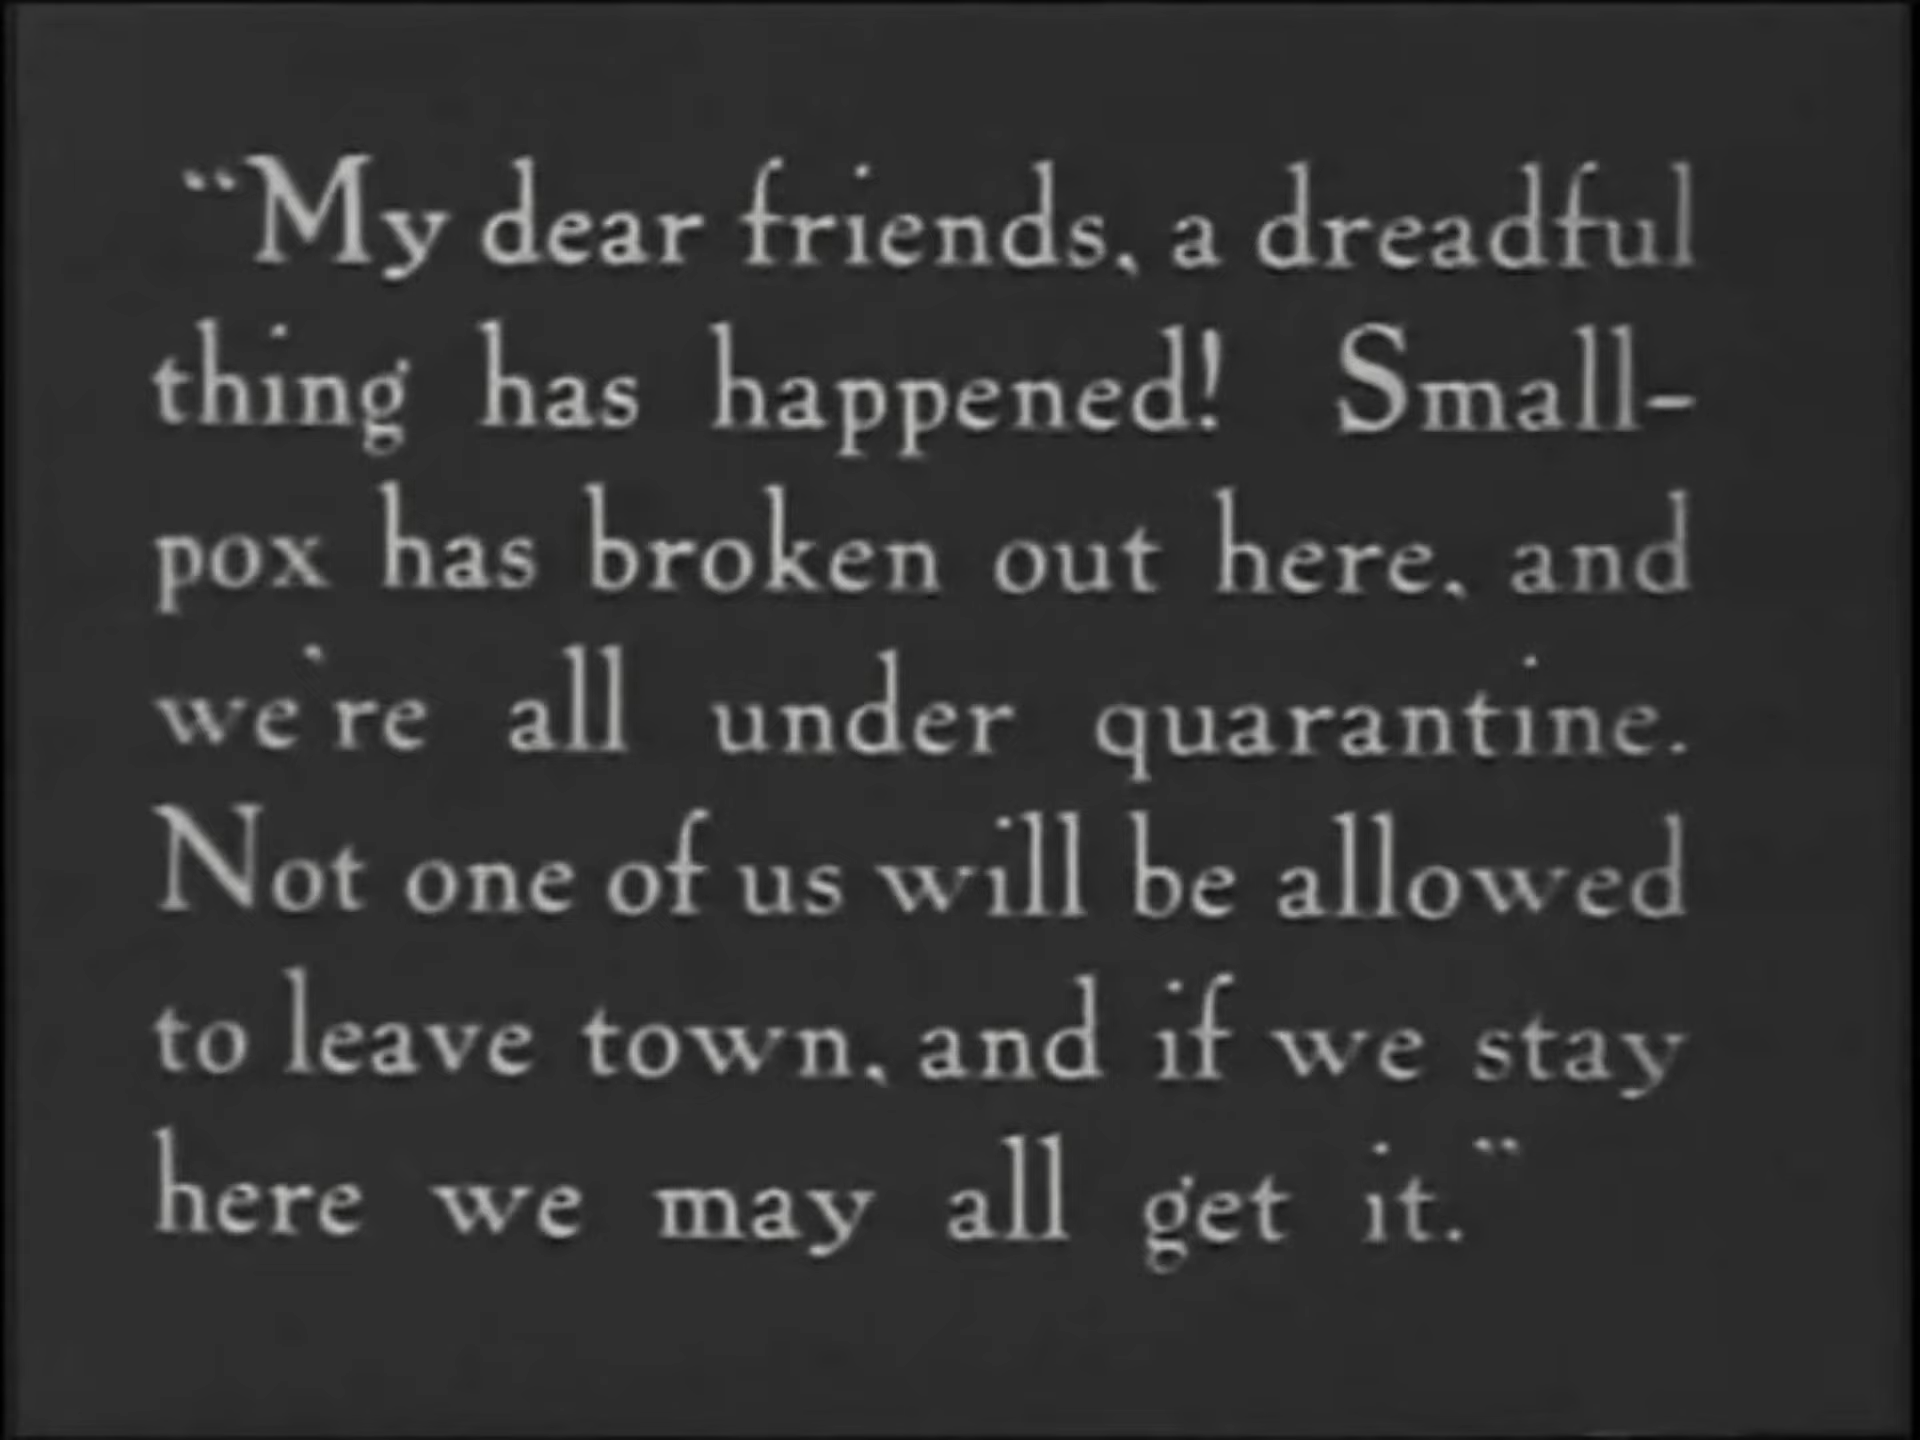 "My dear friends, a dreadful
thing has happened! Small-
pox has broken out here, and
we're all under quarantine.
Not one of us will be allowed
to leave town, and if we stay
here we may all get it."